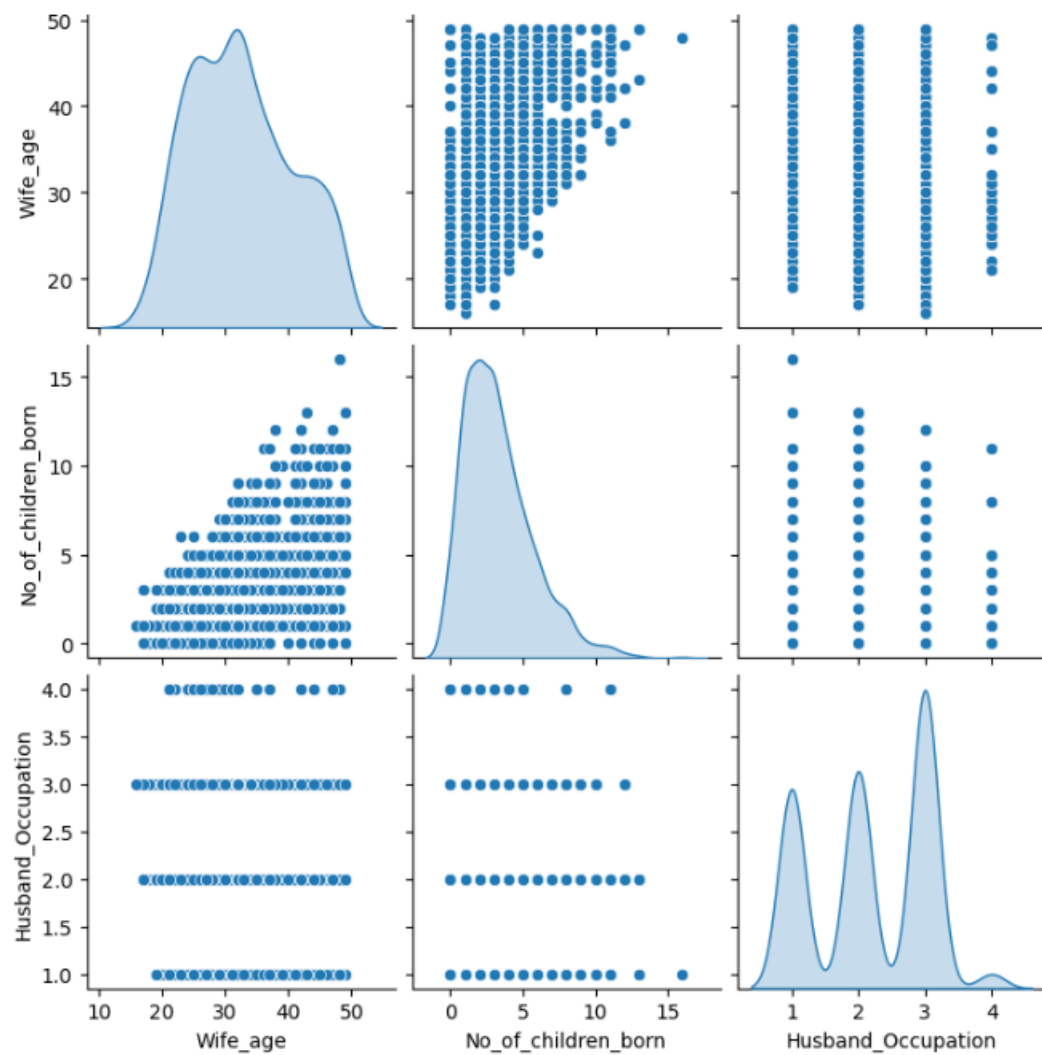 50
40
30
20
Wife_age
15
10
5
0
No_of_children_born
4.0
3.5
3.0
2.5
2.0
1.5
1.0
Husband_Occupation
10 20 30 40 50
0 5 10 15
1 2 3 4
Wife_age
No_of_children_born
Husband_Occupation